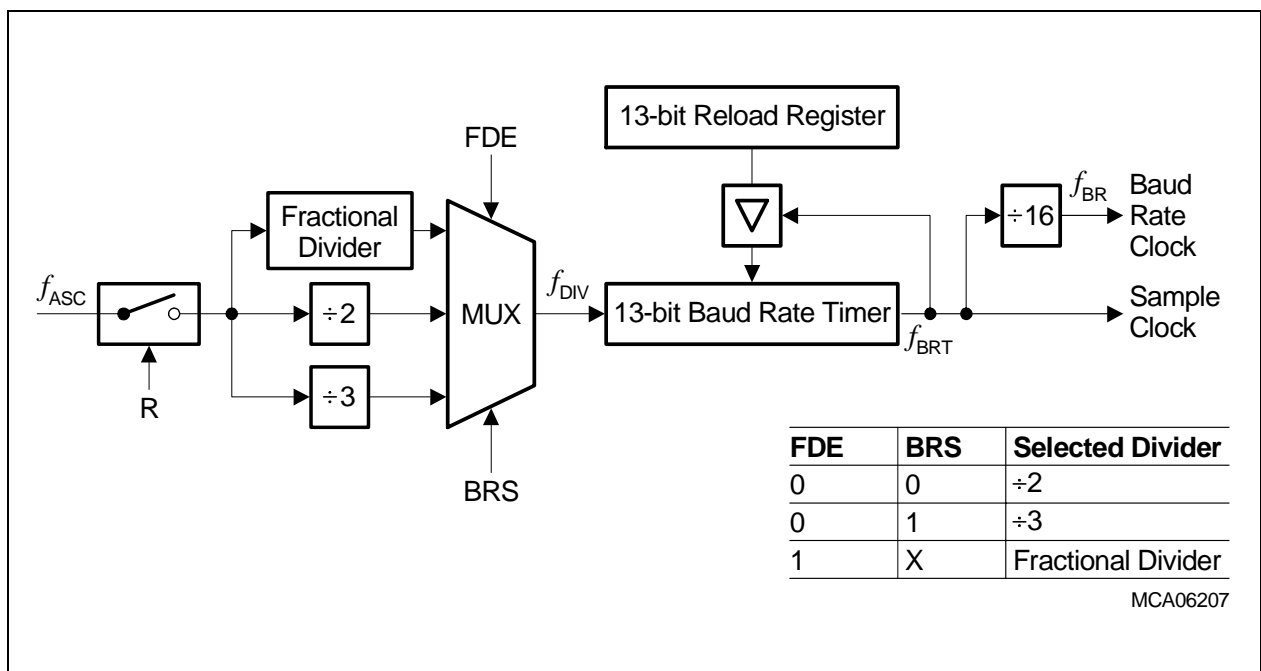 13-bit Reload Register
FDE
Fractional
Divider
÷2
÷3
MUX
BRS
fASC
R
fDIV
13-bit Baud Rate Timer
fBRT
÷16
fBR
Baud
Rate
Clock
Sample
Clock
FDE BRS Selected Divider
0 0 ÷2
0 1 ÷3
1 X Fractional Divider
MCA06207